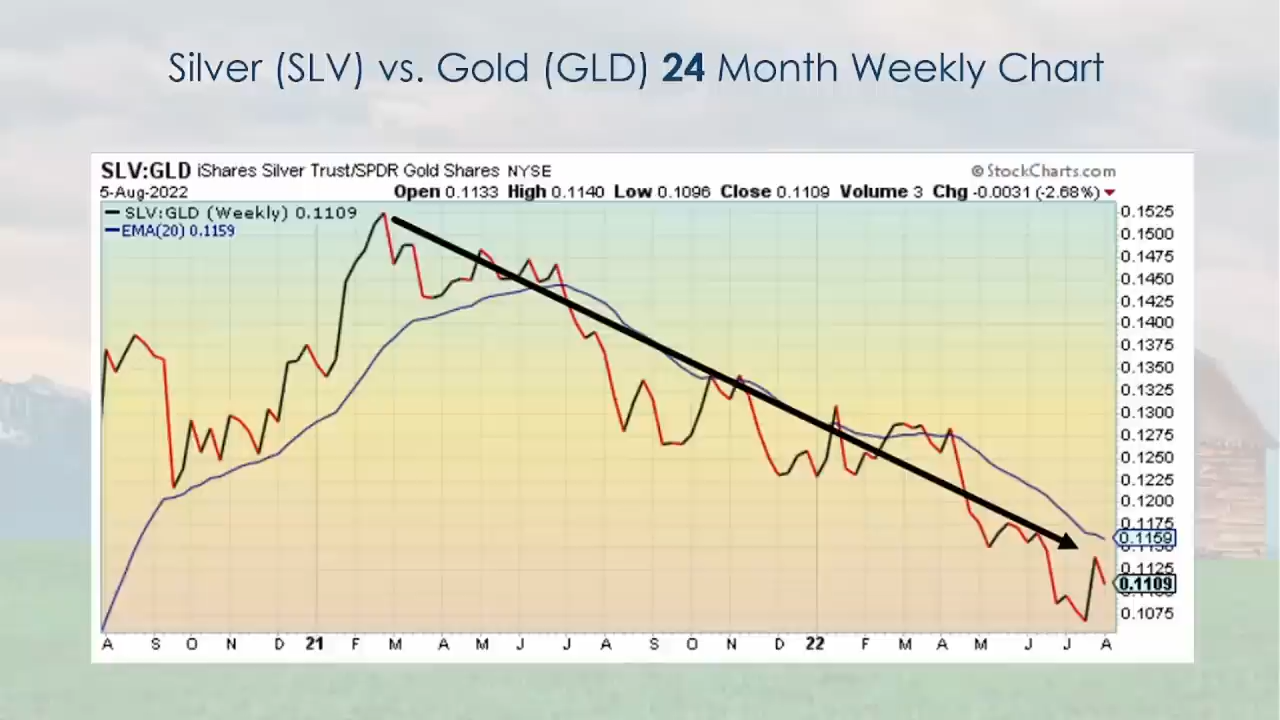 Silver (SLV) vs. Gold (GLD) 24 Month Weekly Chart
SLV:GLD iShares Silver Trust/SPDR Gold Shares NYSE
© StockCharts.com
5-Aug-2022
Open 0.1133 High 0.1140 Low 0.1096 Close 0.1109 Volume 3 Chg -0.0031 (-2.68%)
SLV:GLD (Weekly) 0.1109
EMA(20) 0.1159
0.1525
0.1500
0.1475
0.1450
0.1425
0.1400
0.1375
0.1350
0.1325
0.1300
0.1275
0.1250
0.1225
0.1200
0.1175
0.1159
0.1150
0.1125
0.1109
0.1100
0.1075
A S O N D 21 F M A M J J A S O N D 22 F M A M J J A